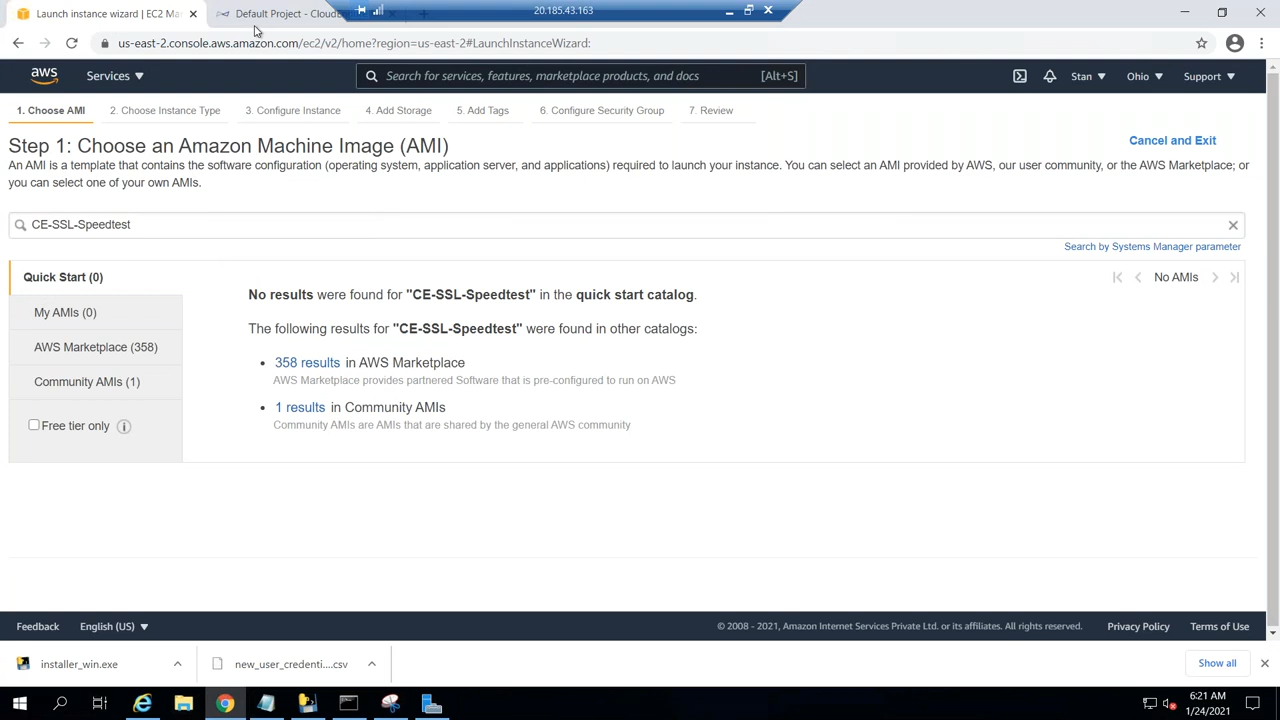 Launch instance wizard | EC2 Ma
Default Project - CloudE
20.185.43.163
us-east-2.console.aws.amazon.com/ec2/v2/home?region=us-east-2#LaunchInstanceWizard:
aws
Services
Search for services, features, marketplace products, and docs
[Alt+S]
Stan
Ohio
Support
1. Choose AMI
2. Choose Instance Type
3. Configure Instance
4. Add Storage
5. Add Tags
6. Configure Security Group
7. Review
Step 1: Choose an Amazon Machine Image (AMI)
Cancel and Exit
An AMI is a template that contains the software configuration (operating system, application server, and applications) required to launch your instance. You can select an AMI provided by AWS, our user community, or the AWS Marketplace; or
you can select one of your own AMIs.
CE-SSL-Speedtest
Search by Systems Manager parameter
Quick Start (0)
My AMIs (0)
AWS Marketplace (358)
Community AMIs (1)
Free tier only
No AMIs
No results were found for "CE-SSL-Speedtest" in the quick start catalog.
The following results for "CE-SSL-Speedtest" were found in other catalogs:
• 358 results in AWS Marketplace
AWS Marketplace provides partnered Software that is pre-configured to run on AWS
• 1 results in Community AMIs
Community AMIs are AMIs that are shared by the general AWS community
Feedback
English (US)
© 2008 - 2021, Amazon Internet Services Private Ltd. or its affiliates. All rights reserved.
Privacy Policy
Terms of Use
installer_win.exe
new_user_credenti....csv
Show all
6:21 AM
1/24/2021